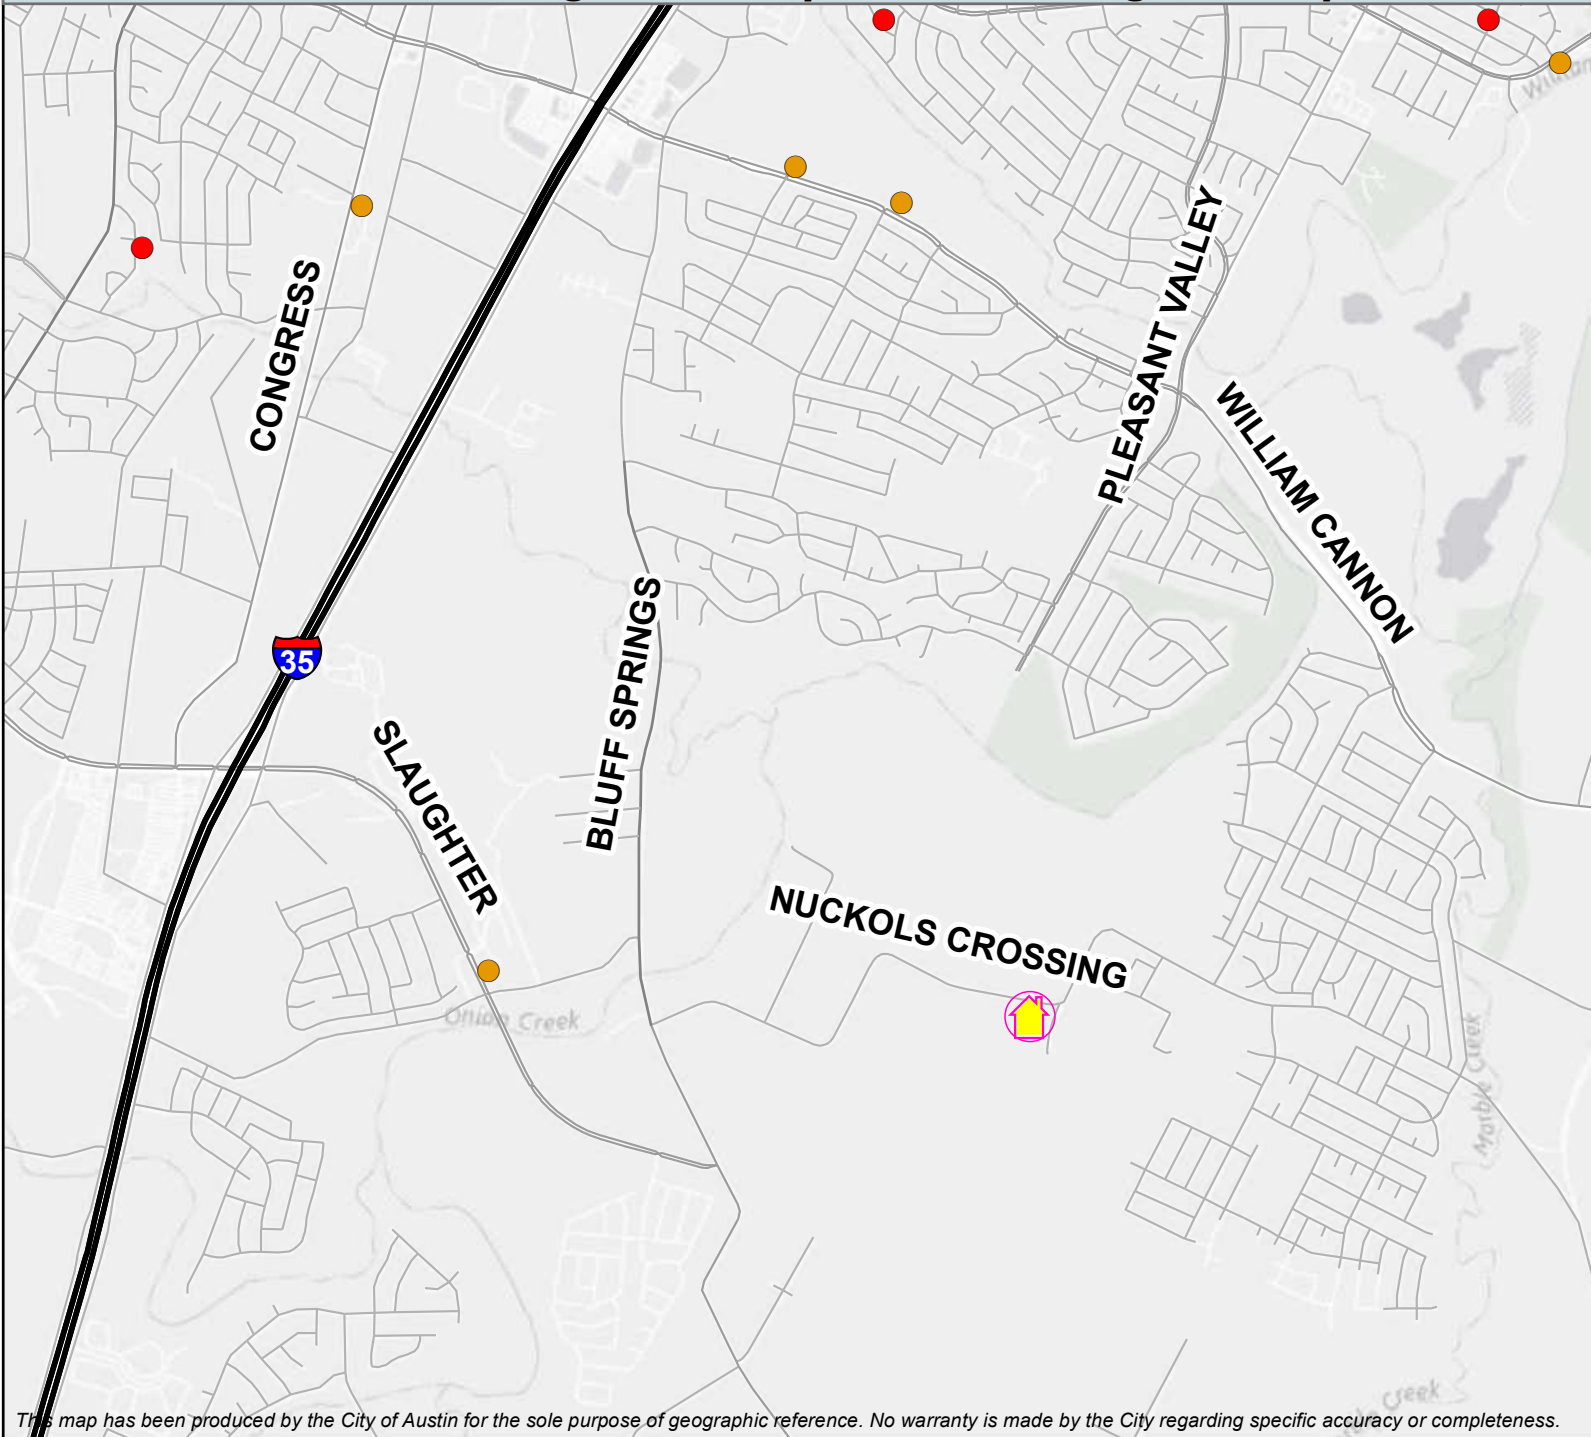 PLEASANT VALLEY
CONGRESS
WILLIAM CANNON
35
BLUFF SPRINGS
SLAUGHTER
NUCKOLS CROSSING
Onion Creek
Marble Creek
Creek
This map has been produced by the City of Austin for the sole purpose of geographic reference. No warranty is made by the City regarding specific accuracy or completeness.